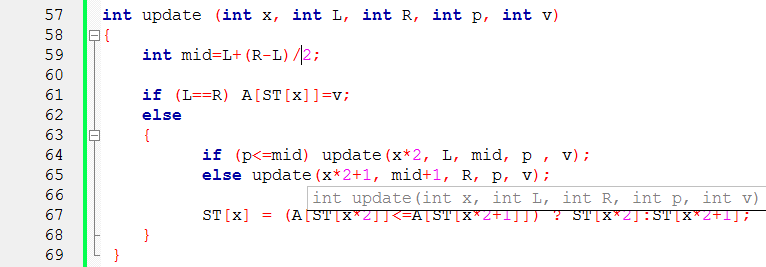 57 int update (int x, int L, int R, int p, int v)
58 {
59 int mid=L+(R-L)/2;
60
61 if (L==R) A[ST[x]]=v;
62 else
63 {
64 if (p<=mid) update(x*2, L, mid, p , v);
65 else update(x*2+1, mid+1, R, p, v);
66 int update(int x, int L, int R, int p, int v)
67 ST[x] = (A[ST[x*2]]<=A[ST[x*2+1]]) ? ST[x*2]:ST[x*2+1];
68 }
69 }